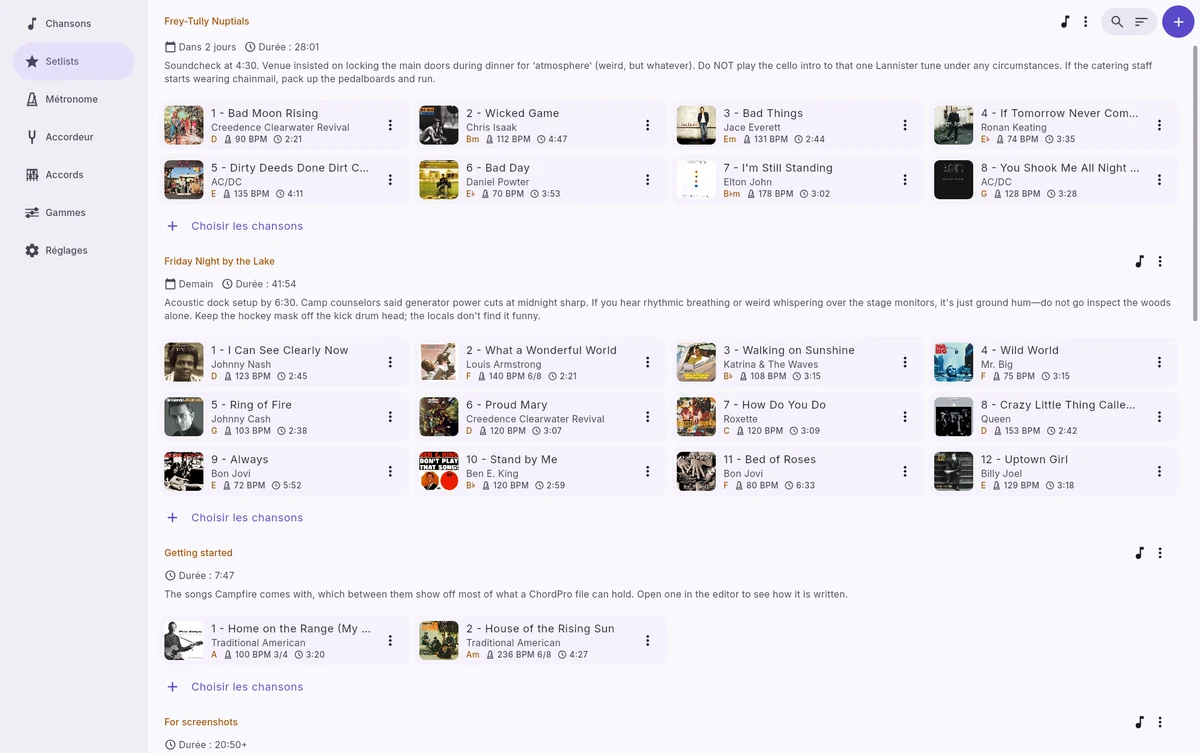 Chansons
Setlists
Métronome
Accordeur
Accords
Gammes
Réglages
Frey-Tully Nuptials
Dans 2 jours Durée : 28:01
Soundcheck at 4:30. Venue insisted on locking the main doors during dinner for ‘atmosphere’ (weird, but whatever). Do NOT play the cello intro to that one Lannister tune under any circumstances. If the catering staff
starts wearing chainmail, pack up the pedalboards and run.
1 - Bad Moon Rising
Creedence Clearwater Revival
D 90 BPM 2:21
2 - Wicked Game
Chris Isaak
Bm 112 BPM 4:47
3 - Bad Things
Jace Everett
Em 131 BPM 2:44
4 - If Tomorrow Never Com...
Ronan Keating
E♭ 74 BPM 3:35
5 - Dirty Deeds Done Dirt C...
AC/DC
E 135 BPM 4:11
6 - Bad Day
Daniel Powter
E♭ 70 BPM 3:53
7 - I'm Still Standing
Elton John
B♭m 178 BPM 3:02
8 - You Shook Me All Night ...
AC/DC
G 128 BPM 3:28
+ Choisir les chansons
Friday Night by the Lake
Demain Durée : 41:54
Acoustic dock setup by 6:30. Camp counselors said generator power cuts at midnight sharp. If you hear rhythmic breathing or weird whispering over the stage monitors, it's just ground hum—do not go inspect the woods
alone. Keep the hockey mask off the kick drum head; the locals don't find it funny.
1 - I Can See Clearly Now
Johnny Nash
D 123 BPM 2:45
2 - What a Wonderful World
Louis Armstrong
F 140 BPM 6/8 2:21
3 - Walking on Sunshine
Katrina & The Waves
B♭ 108 BPM 3:15
4 - Wild World
Mr. Big
F 75 BPM 3:15
5 - Ring of Fire
Johnny Cash
G 103 BPM 2:38
6 - Proud Mary
Creedence Clearwater Revival
D 120 BPM 3:07
7 - How Do You Do
Roxette
C 120 BPM 3:09
8 - Crazy Little Thing Calle...
Queen
D 153 BPM 2:42
9 - Always
Bon Jovi
E 72 BPM 5:52
10 - Stand by Me
Ben E. King
B♭ 120 BPM 2:59
11 - Bed of Roses
Bon Jovi
F 80 BPM 6:33
12 - Uptown Girl
Billy Joel
E 129 BPM 3:18
+ Choisir les chansons
Getting started
Durée : 7:47
The songs Campfire comes with, which between them show off most of what a ChordPro file can hold. Open one in the editor to see how it is written.
1 - Home on the Range (My ...
Traditional American
A 100 BPM 3/4 3:20
2 - House of the Rising Sun
Traditional American
Am 236 BPM 6/8 4:27
+ Choisir les chansons
For screenshots
Durée : 20:50+